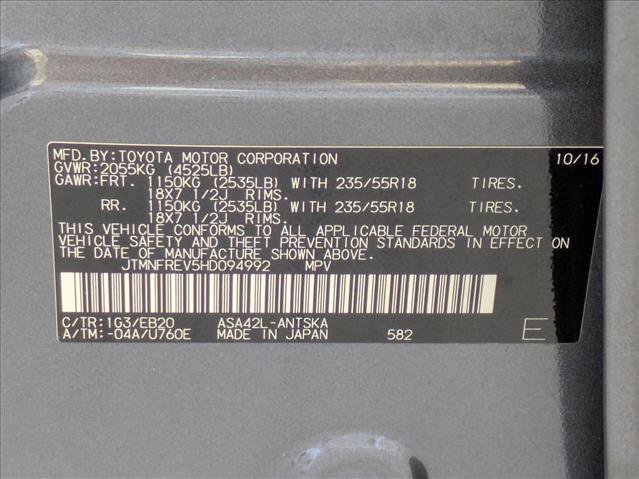 MFD.BY:TOYOTA MOTOR CORPORATION 10/16
GVWR:2055KG (4525LB)
GAWR:FRT. 1150KG (2535LB) WITH 235/55R18 TIRES.
18X7 1/2J RIMS.
RR. 1150KG (2535LB) WITH 235/55R18 TIRES.
18X7 1/2J RIMS.
THIS VEHICLE CONFORMS TO ALL APPLICABLE FEDERAL MOTOR
VEHICLE SAFETY AND THEFT PREVENTION STANDARDS IN EFFECT ON
THE DATE OF MANUFACTURE SHOWN ABOVE.
JTMNFREV5HD094992 MPV
C/TR:1G3/EB20 ASA42L-ANTSKA
A/TM:-04A/U760E MADE IN JAPAN 582 E